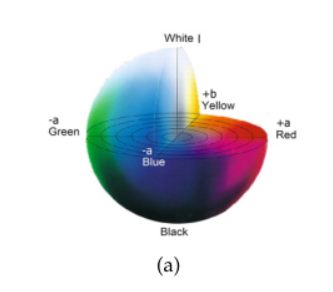 White l
+b
Yellow
-a
Green
+a
Red
-a
Blue
Black
(a)